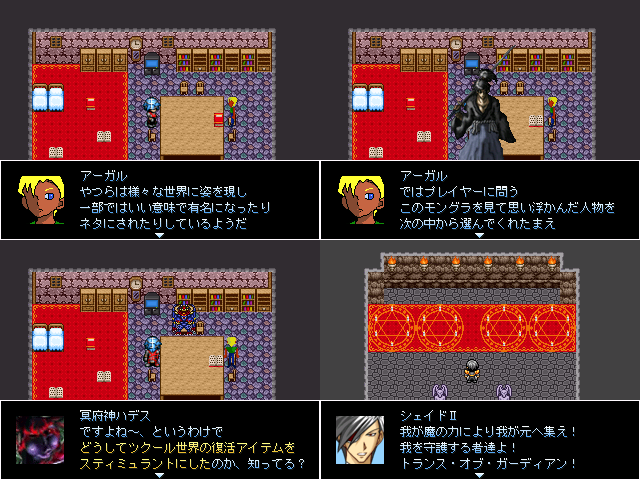 アーガル
やつらは様々な世界に姿を現し
一部ではいい意味で有名になったり
ネタにされたりしているようだ
アーガル
ではプレイヤーに問う
このモングラを見て思い浮かんだ人物を
次の中から選んでくれたまえ
冥府神ハデス
ですよね～、というわけで
どうしてツクール世界の復活アイテムを
スティミュラントにしたのか、知ってる？
シェイドⅡ
我が魔の力により我が元へ集え！
我を守護する者達よ！
トランス・オブ・ガーディアン！